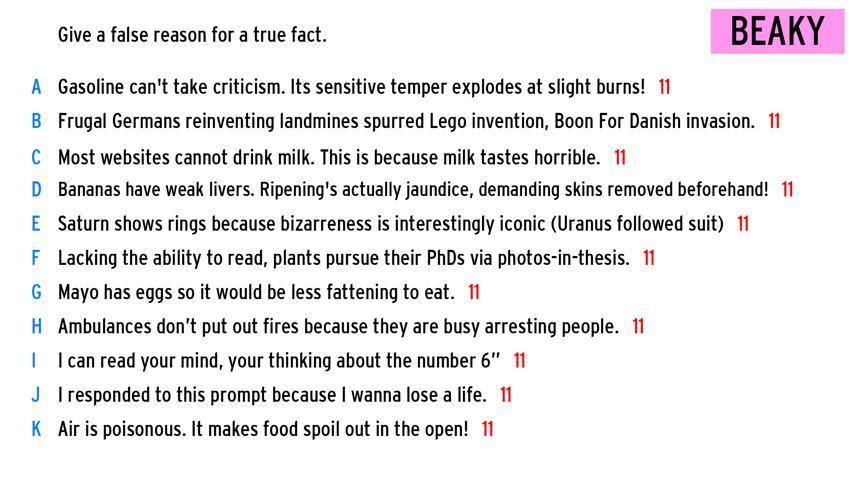 Give a false reason for a true fact.
BEAKY
A Gasoline can't take criticism. Its sensitive temper explodes at slight burns! 11
B Frugal Germans reinventing landmines spurred Lego invention, Boon For Danish invasion. 11
C Most websites cannot drink milk. This is because milk tastes horrible. 11
D Bananas have weak livers. Ripening's actually jaundice, demanding skins removed beforehand! 11
E Saturn shows rings because bizarreness is interestingly iconic (Uranus followed suit) 11
F Lacking the ability to read, plants pursue their PhDs via photos-in-thesis. 11
G Mayo has eggs so it would be less fattening to eat. 11
H Ambulances don’t put out fires because they are busy arresting people. 11
I I can read your mind, your thinking about the number 6’’ 11
J I responded to this prompt because I wanna lose a life. 11
K Air is poisonous. It makes food spoil out in the open! 11